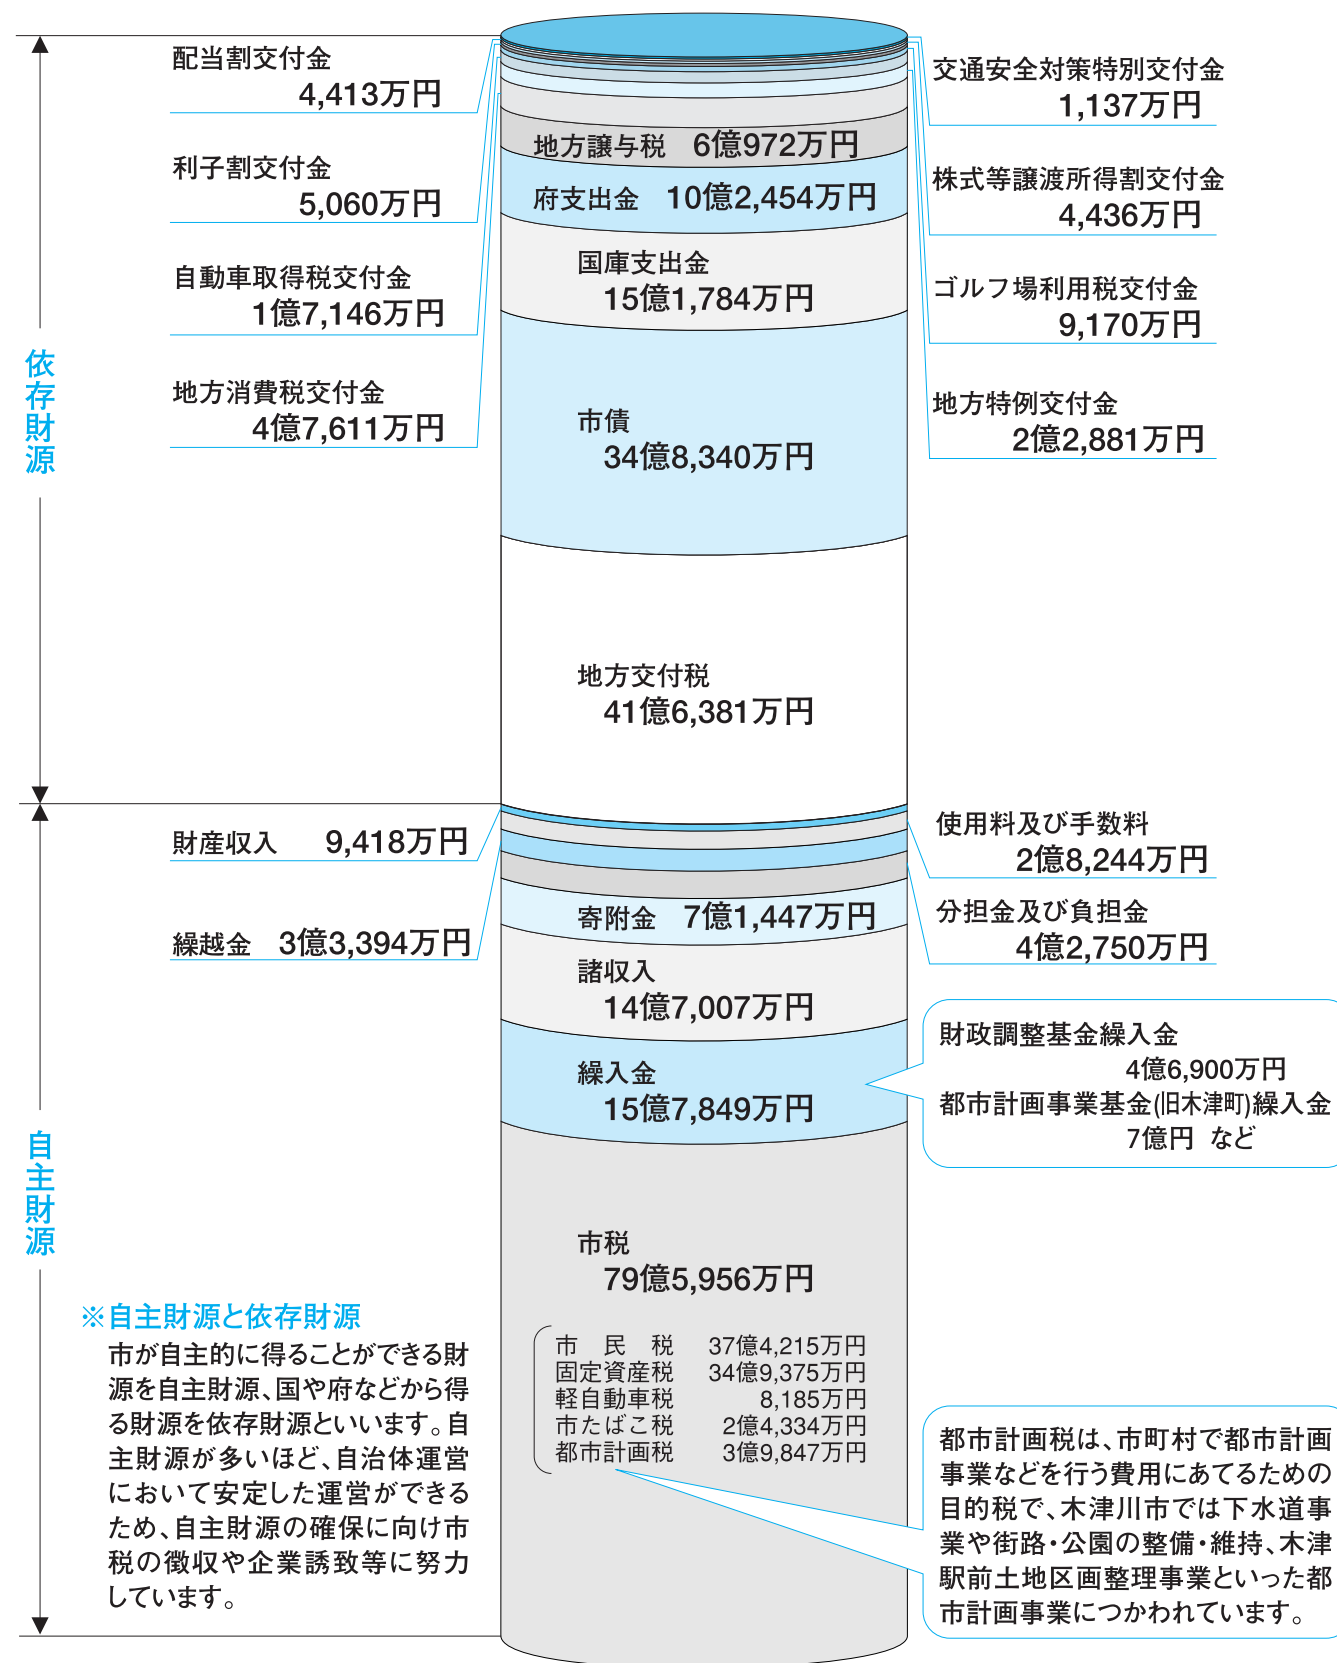 配当割交付金
4,413万円
利子割交付金
5,060万円
自動車取得税交付金
1億7,146万円
地方消費税交付金
4億7,611万円
交通安全対策特別交付金
1,137万円
株式等譲渡所得割交付金
4,436万円
ゴルフ場利用税交付金
9,170万円
地方特例交付金
2億2,881万円
依存財源
地方譲与税 6億972万円
府支出金 10億2,454万円
国庫支出金
15億1,784万円
市債
34億8,340万円
地方交付税
41億6,381万円
財産収入 9,418万円
繰越金 3億3,394万円
使用料及び手数料
2億8,244万円
分担金及び負担金
4億2,750万円
自主財源
寄附金 7億1,447万円
諸収入
14億7,007万円
繰入金
15億7,849万円
財政調整基金繰入金
4億6,900万円
都市計画事業基金(旧木津町)繰入金
7億円 など
市税
79億5,956万円
市民税 37億4,215万円
固定資産税 34億9,375万円
軽自動車税 8,185万円
市たばこ税 2億4,334万円
都市計画税 3億9,847万円
※自主財源と依存財源
市が自主的に得ることができる財
源を自主財源、国や府などから得
る財源を依存財源といいます。自
主財源が多いほど、自治体運営
において安定した運営ができる
ため、自主財源の確保に向け市
税の徴収や企業誘致等に努力
しています。
都市計画税は、市町村で都市計画
事業などを行う費用にあてるための
目的税で、木津川市では下水道事
業や街路・公園の整備・維持、木津
駅前土地区画整理事業といった都
市計画事業につかわれています。